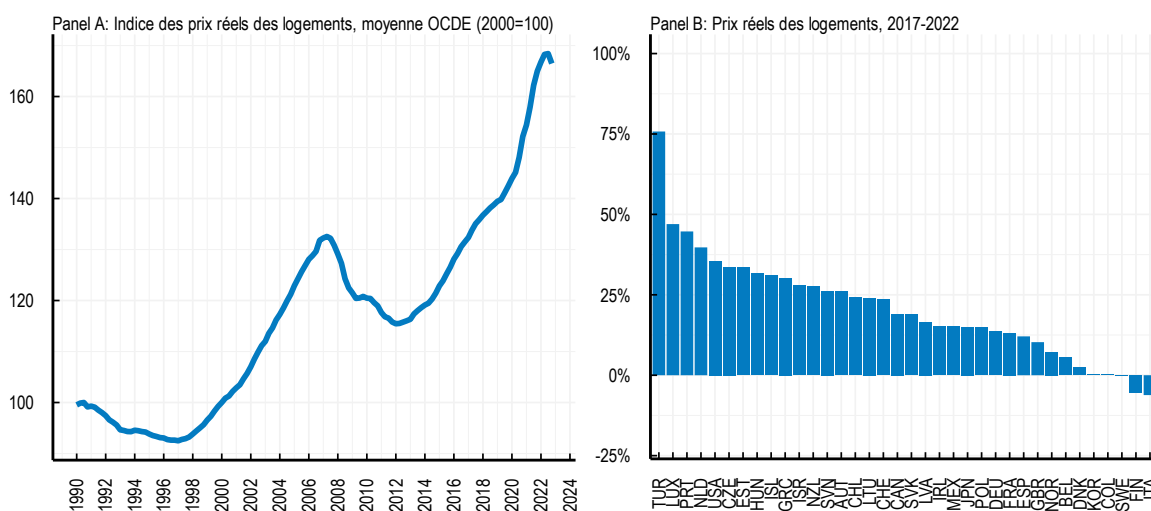 Panel A: Indice des prix réels des logements, moyenne OCDE (2000=100)
160
140
120
100
1990 1992 1994 1996 1998 2000 2002 2004 2006 2008 2010 2012 2014 2016 2018 2020 2022 2024
Panel B: Prix réels des logements, 2017-2022
100%
75%
50%
25%
0%
-25%
TUR LUX PRT NLD USA CZE EST HUN ISL GRC ISR NZL SVN AUT CHL LTU CHE CAN SVK LVA IRL MEX JPN POL DEU FRA ESP GBR NOR BEL DNK KOR COL SWE FIN ITA